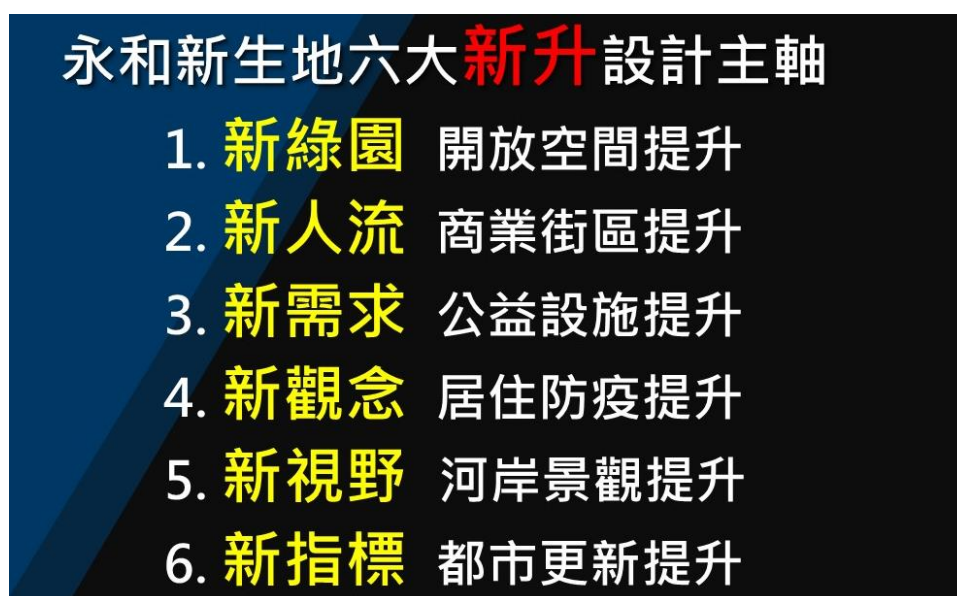 永和新生地六大新升設計主軸
1. 新綠園 開放空間提升
2. 新人流 商業街區提升
3. 新需求 公益設施提升
4. 新觀念 居住防疫提升
5. 新視野 河岸景觀提升
6. 新指標 都市更新提升